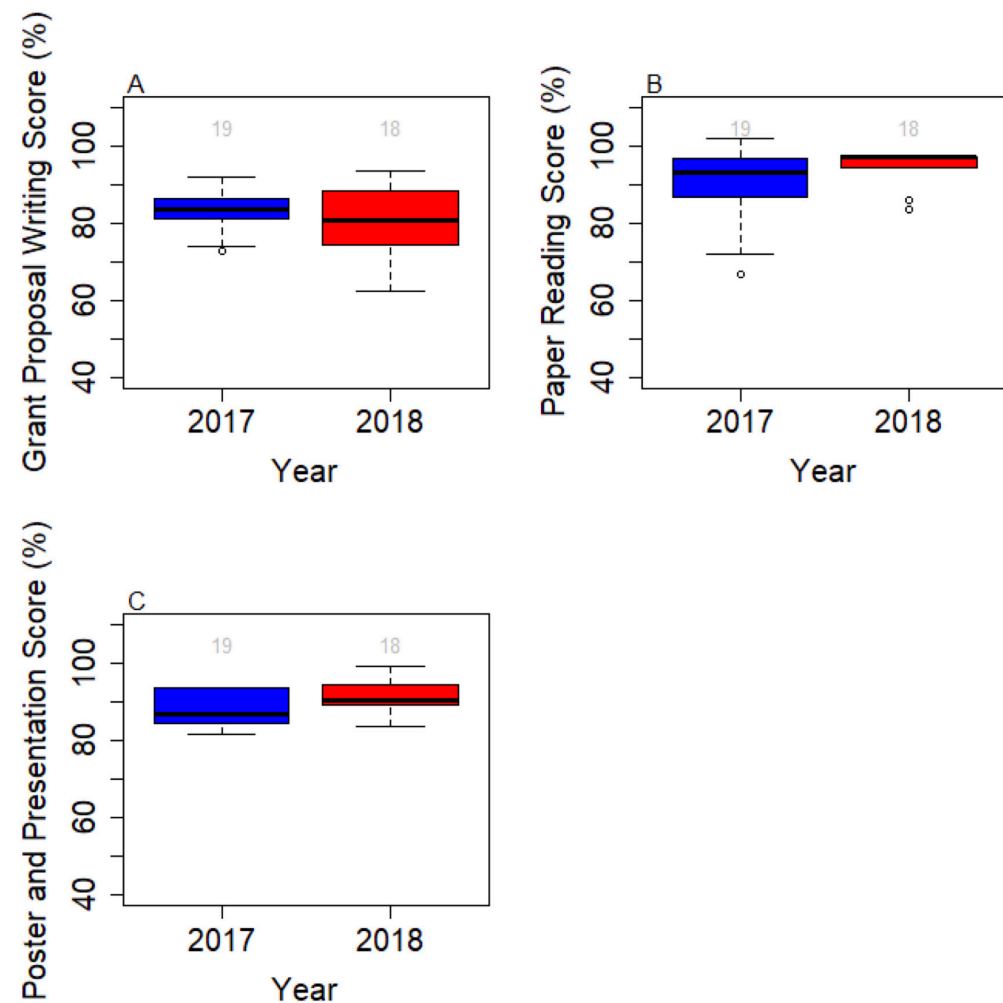 A
Grant Proposal Writing Score (%)
100
80
60
40
19
18
2017
2018
Year
B
Paper Reading Score (%)
100
80
60
40
19
18
2017
2018
Year
C
Poster and Presentation Score (%)
100
80
60
40
19
18
2017
2018
Year